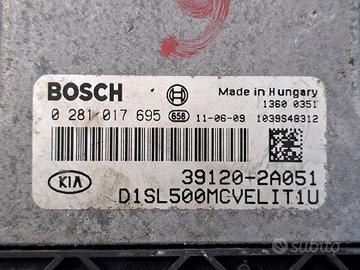 BOSCH
Made in Hungary
1360 0351
0 281 017 695 658 11-06-09 1039S48312
KIA
39120-2A051
D1SL500MCVELIT1U
subito